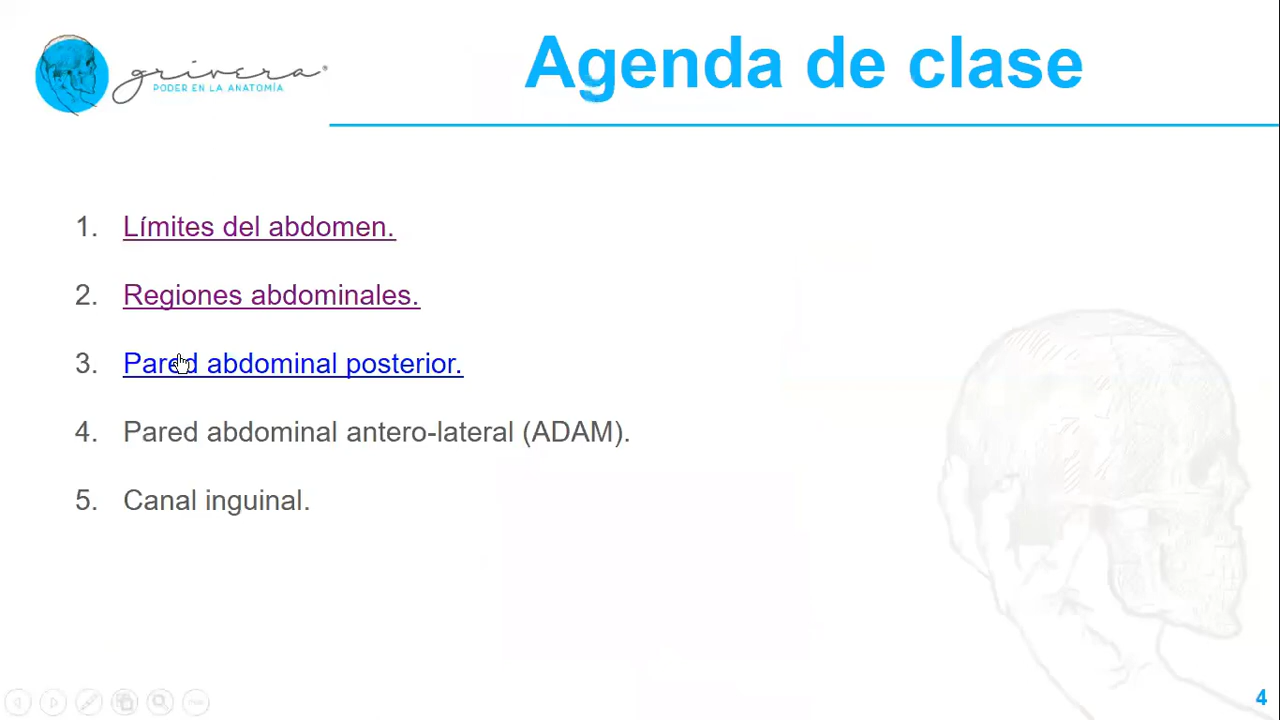 grivera®
PODER EN LA ANATOMÍA
Agenda de clase
1. Límites del abdomen.
2. Regiones abdominales.
3. Pared abdominal posterior.
4. Pared abdominal antero-lateral (ADAM).
5. Canal inguinal.
4